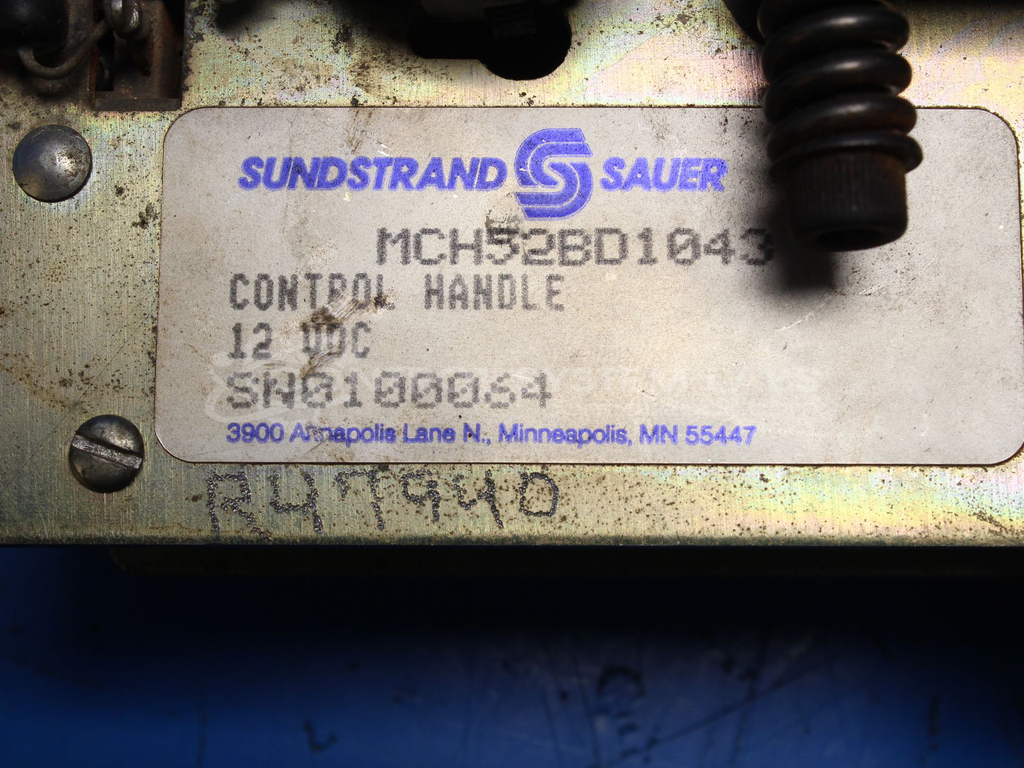 SUNDSTRAND SAUER
MCH52BD1043
CONTROL HANDLE
12 VDC
SN0100064
3900 Annapolis Lane N., Minneapolis, MN 55447
R47940